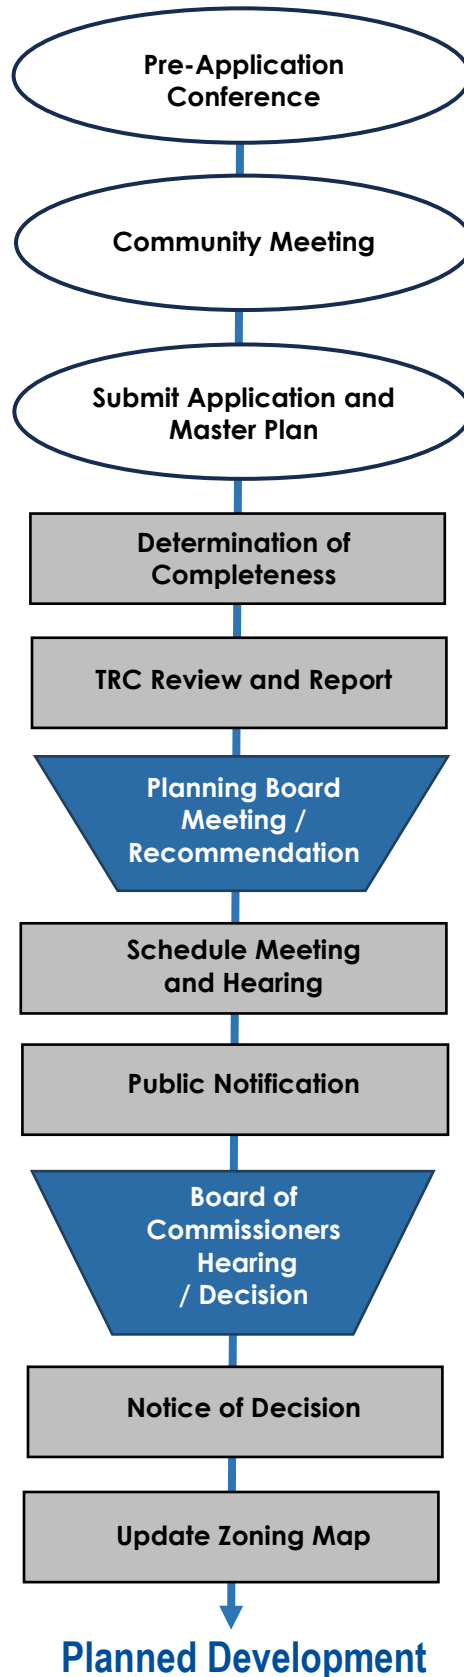 Pre-Application
Conference
Community Meeting
Submit Application and
Master Plan
Determination of
Completeness
TRC Review and Report
Planning Board
Meeting /
Recommendation
Schedule Meeting
and Hearing
Public Notification
Board of
Commissioners
Hearing
/ Decision
Notice of Decision
Update Zoning Map
Planned Development